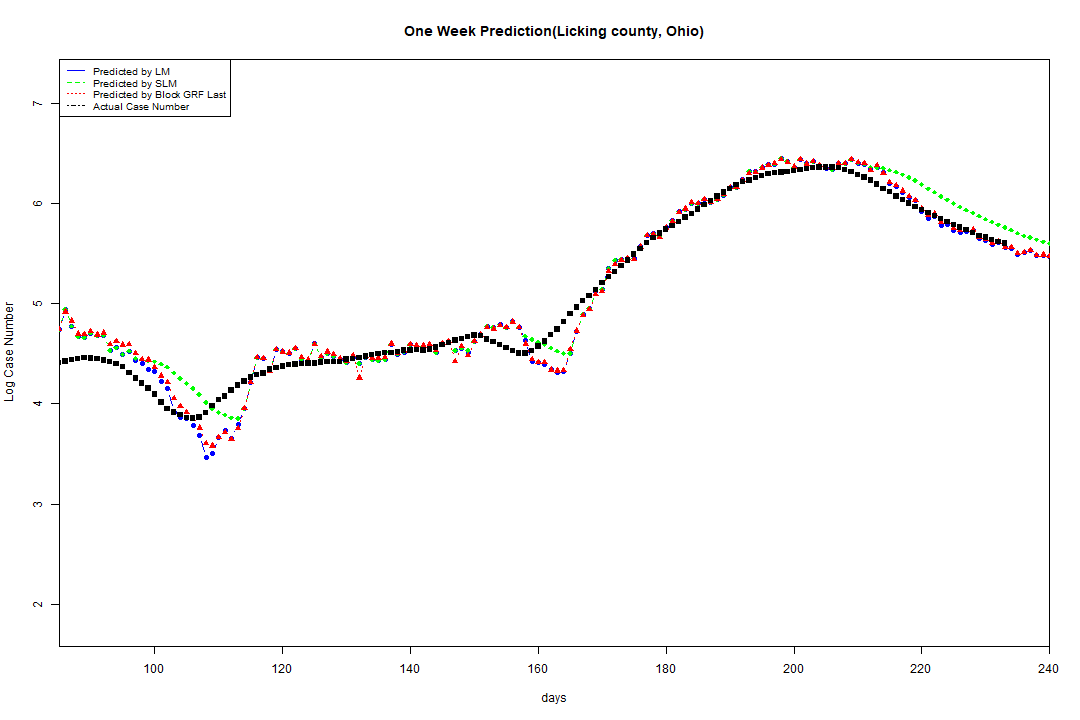 One Week Prediction(Licking county, Ohio)
Predicted by LM
Predicted by SLM
Predicted by Block GRF Last
Actual Case Number
7
6
5
4
3
2
Log Case Number
100 120 140 160 180 200 220 240
days